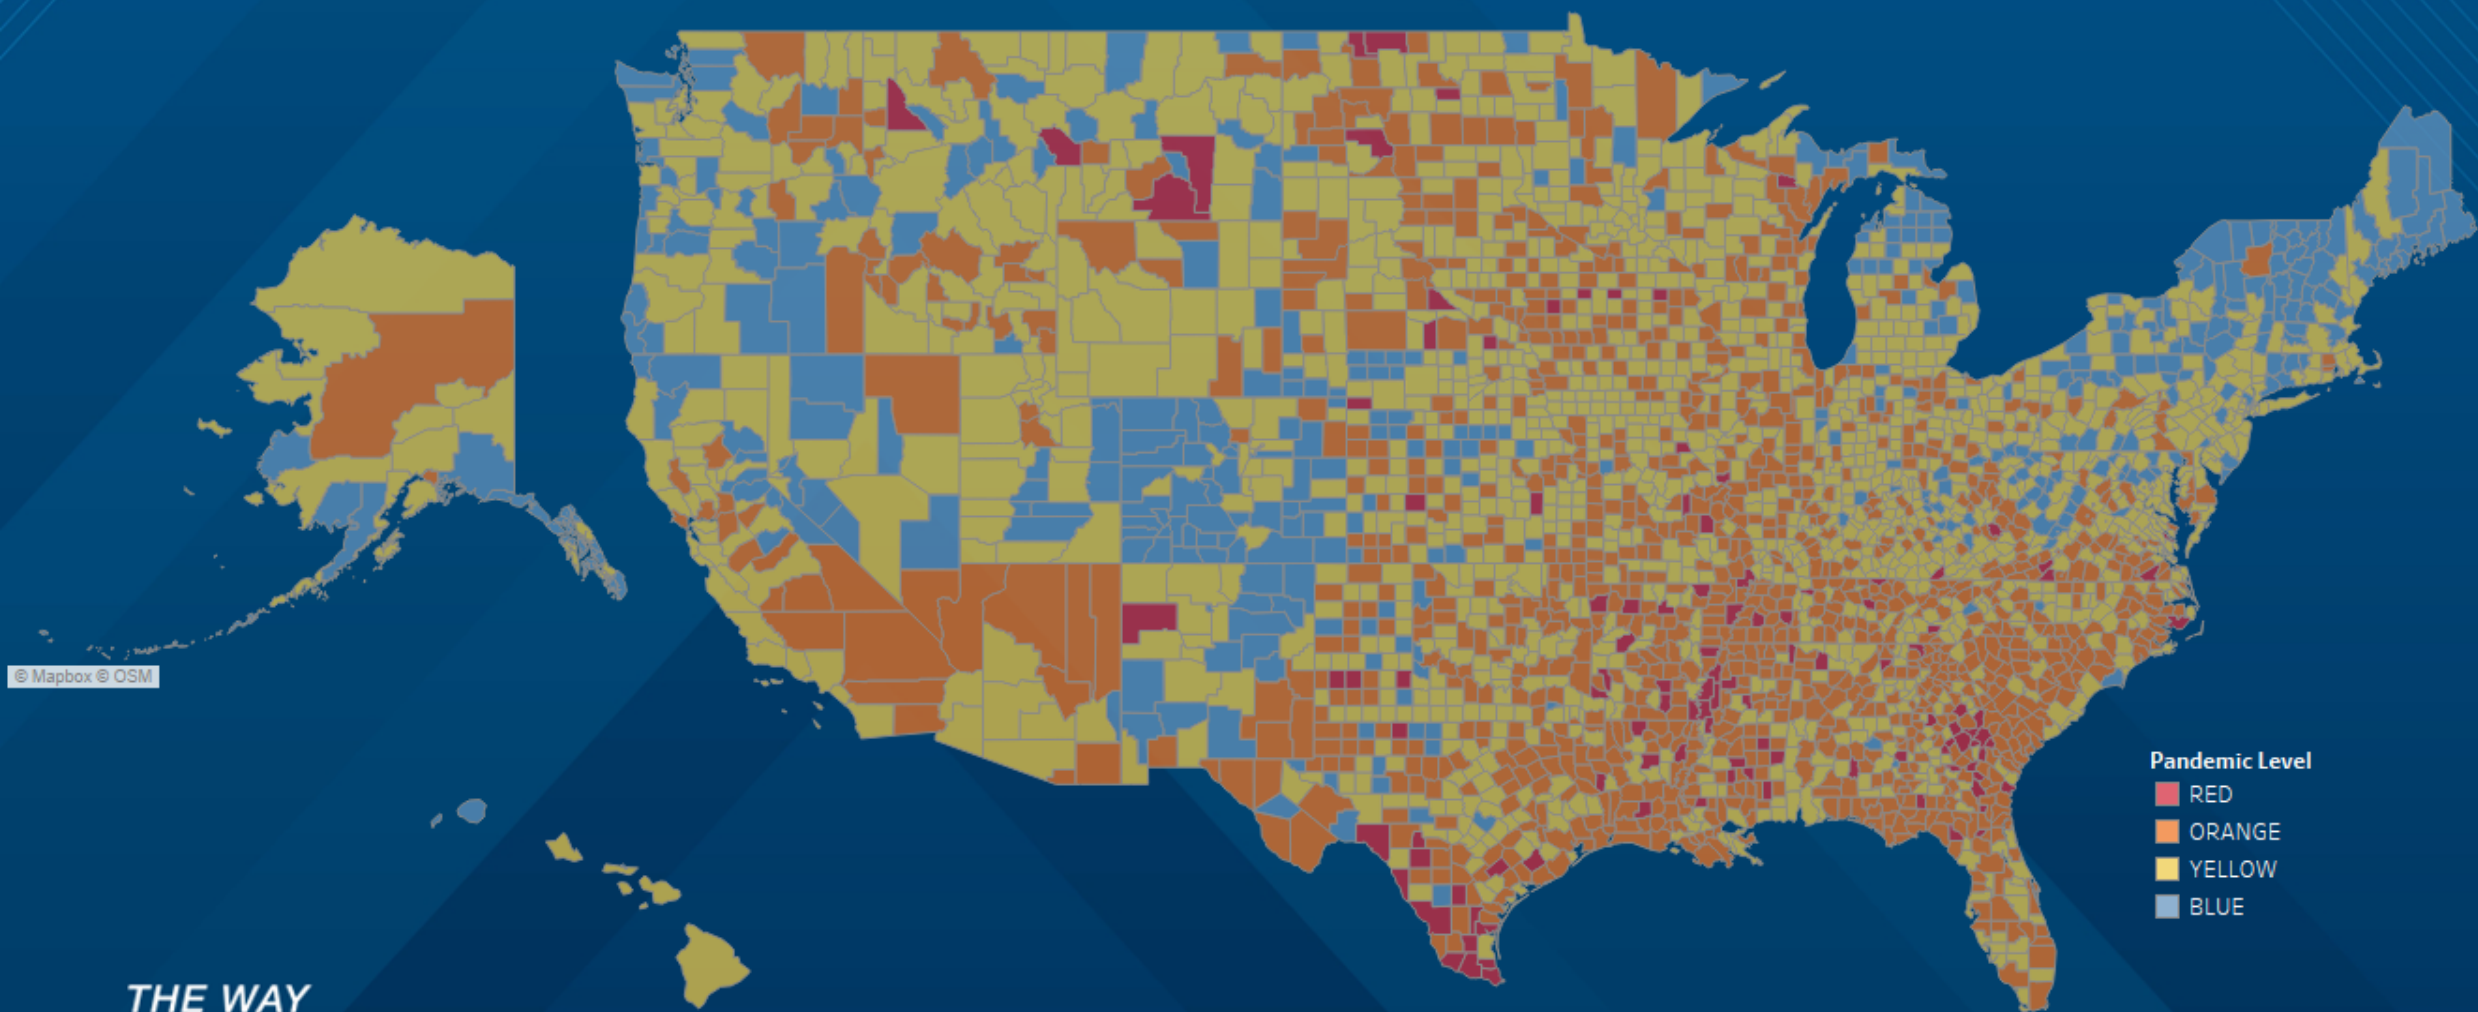 © Mapbox © OSM
Pandemic Level
RED
ORANGE
YELLOW
BLUE
THE WAY